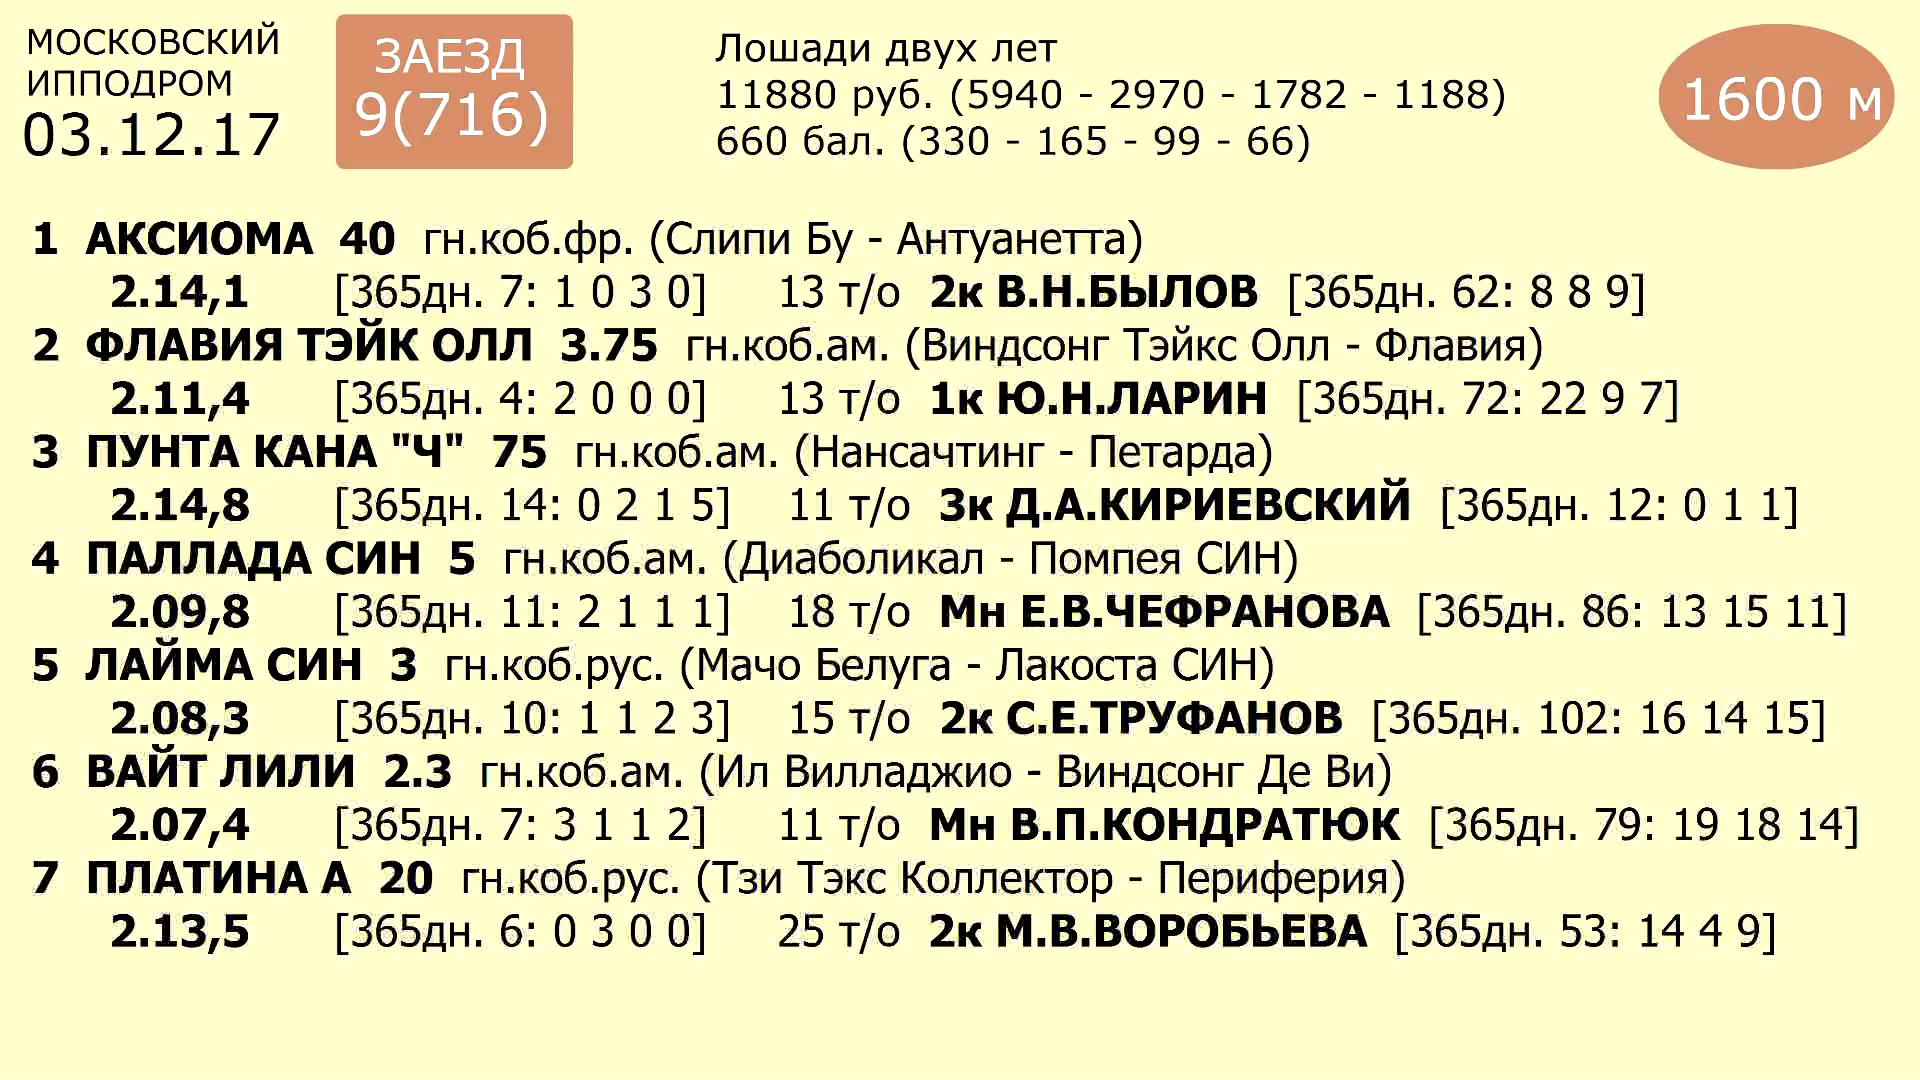 МОСКОВСКИЙ
ИППОДРОМ
03.12.17
ЗАЕЗД
9(716)
Лошади двух лет
11880 руб. (5940 - 2970 - 1782 - 1188)
660 бал. (330 - 165 - 99 - 66)
1600 м
1 АКСИОМА 40 гн.коб.фр. (Слипи Бу - Антуанетта)
2.14,1 [365дн. 7: 1 0 3 0] 13 т/о 2к В.Н.БЫЛОВ [365дн. 62: 8 8 9]
2 ФЛАВИЯ ТЭЙК ОЛЛ 3.75 гн.коб.ам. (Виндсонг Тэйкс Олл - Флавия)
2.11,4 [365дн. 4: 2 0 0 0] 13 т/о 1к Ю.Н.ЛАРИН [365дн. 72: 22 9 7]
3 ПУНТА КАНА "Ч" 75 гн.коб.ам. (Нансачтинг - Петарда)
2.14,8 [365дн. 14: 0 2 1 5] 11 т/о 3к Д.А.КИРИЕВСКИЙ [365дн. 12: 0 1 1]
4 ПАЛЛАДА СИН 5 гн.коб.ам. (Диаболикал - Помпея СИН)
2.09,8 [365дн. 11: 2 1 1 1] 18 т/о Мн Е.В.ЧЕФРАНОВА [365дн. 86: 13 15 11]
5 ЛАЙМА СИН 3 гн.коб.рус. (Мачо Белуга - Лакоста СИН)
2.08,3 [365дн. 10: 1 1 2 3] 15 т/о 2к С.Е.ТРУФАНОВ [365дн. 102: 16 14 15]
6 ВАЙТ ЛИЛИ 2.3 гн.коб.ам. (Ил Вилладжио - Виндсонг Де Ви)
2.07,4 [365дн. 7: 3 1 1 2] 11 т/о Мн В.П.КОНДРАТЮК [365дн. 79: 19 18 14]
7 ПЛАТИНА А 20 гн.коб.рус. (Тзи Тэкс Коллектор - Периферия)
2.13,5 [365дн. 6: 0 3 0 0] 25 т/о 2к М.В.ВОРОБЬЕВА [365дн. 53: 14 4 9]